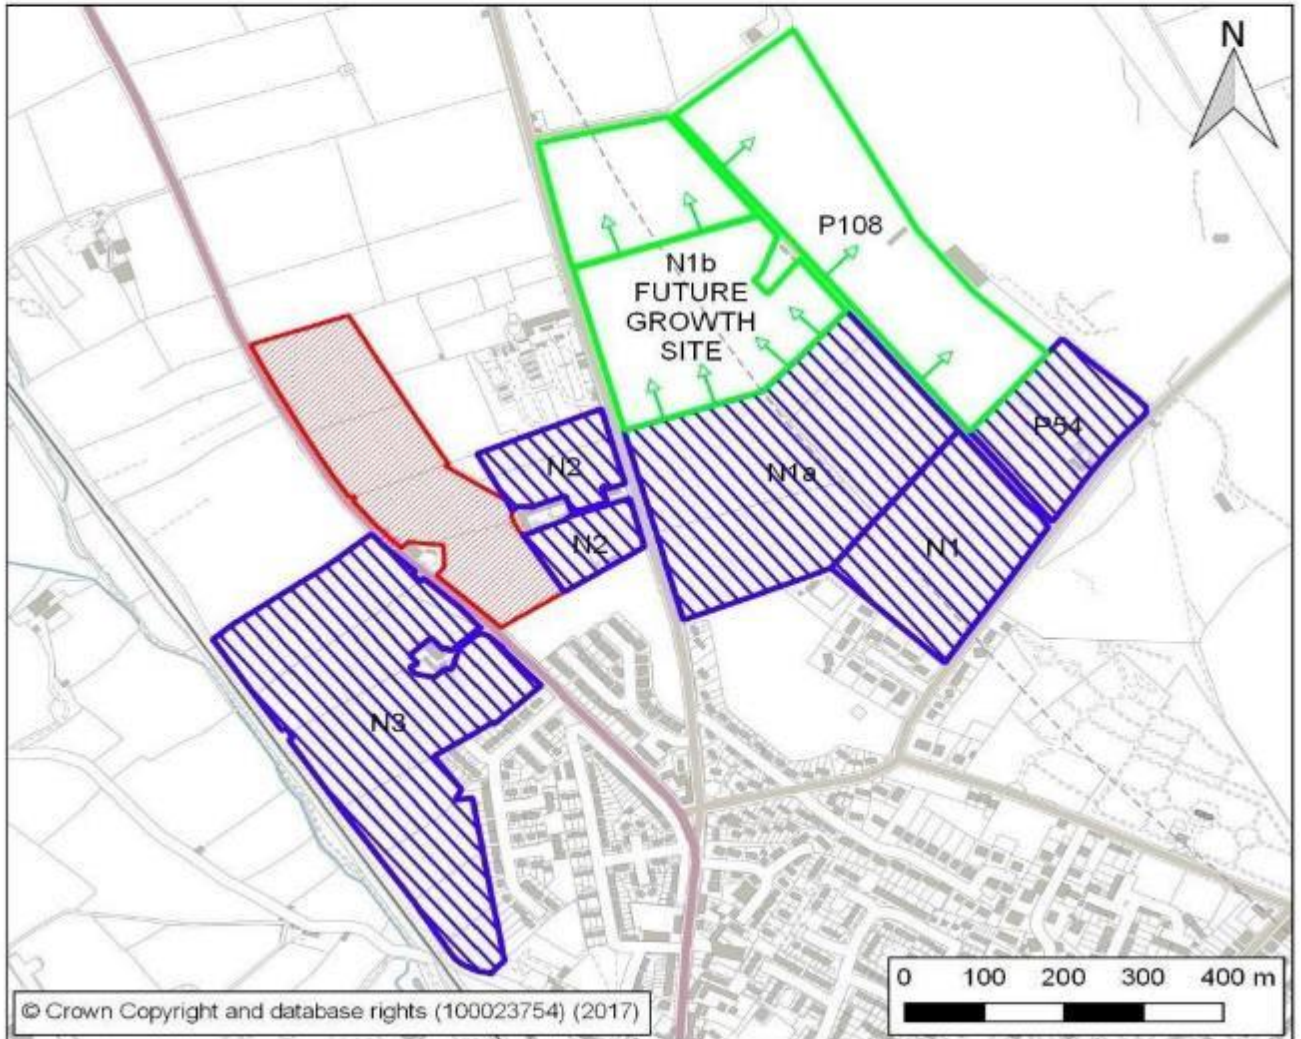 N
P108
N1b
FUTURE
GROWTH
SITE
P54
N2
N1a
N2
N1
N3
0 100 200 300 400 m
© Crown Copyright and database rights (100023754) (2017)